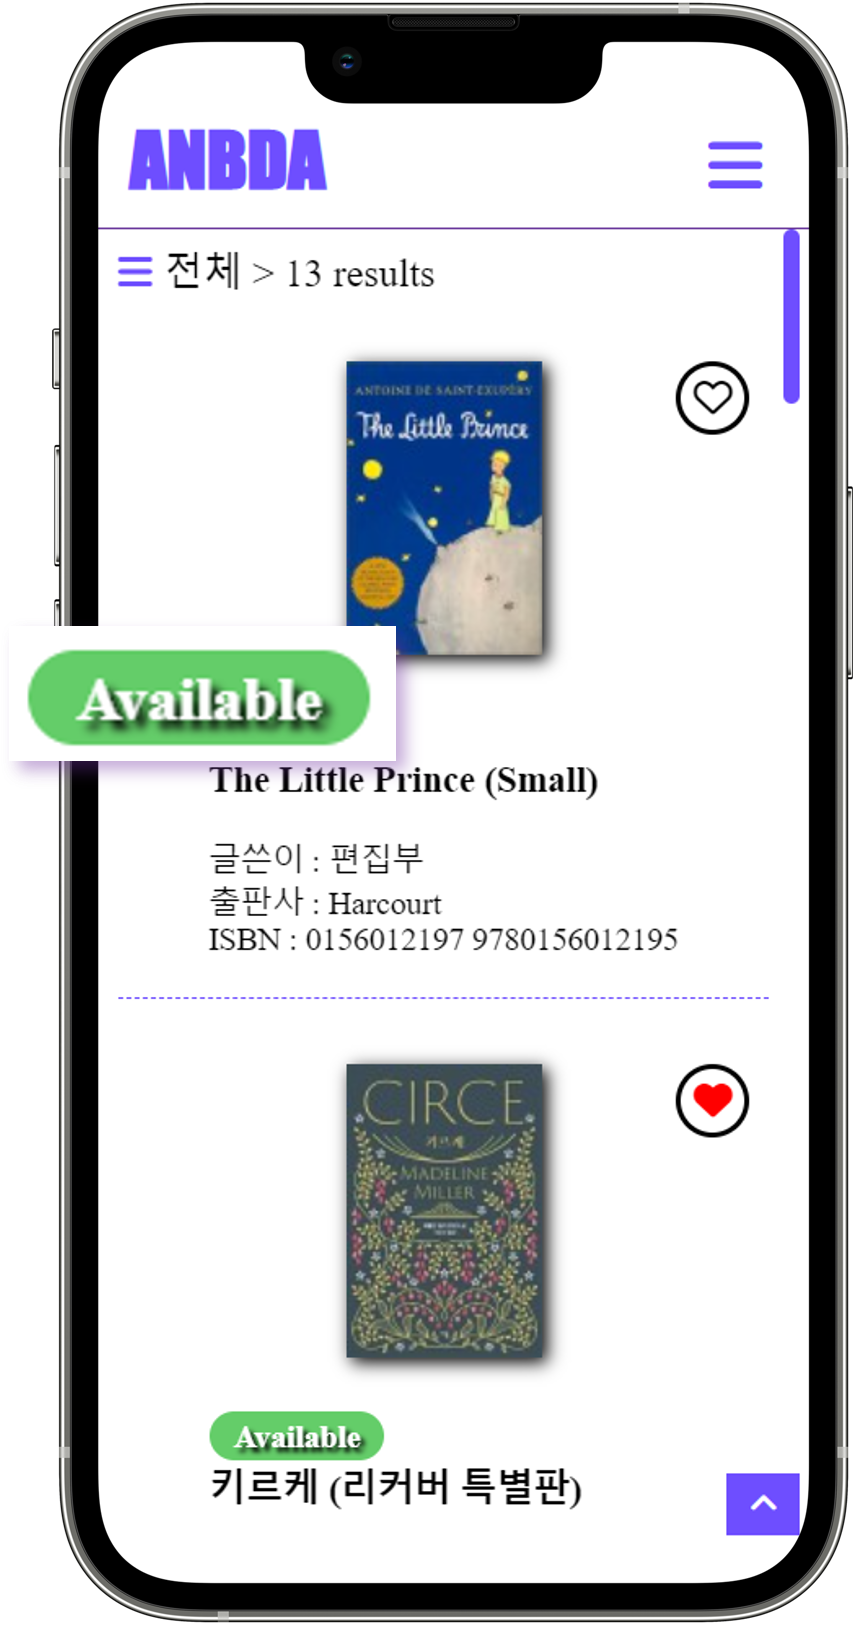 ANBDA
전체 > 13 results
ANTOINE DE SAINT-EXUPÉRY
The Little Prince
Available
The Little Prince (Small)
글쓴이 : 편집부
출판사 : Harcourt
ISBN : 0156012197 9780156012195
CIRCE
키르케
MADELINE
MILLER
Available
키르케 (리커버 특별판)